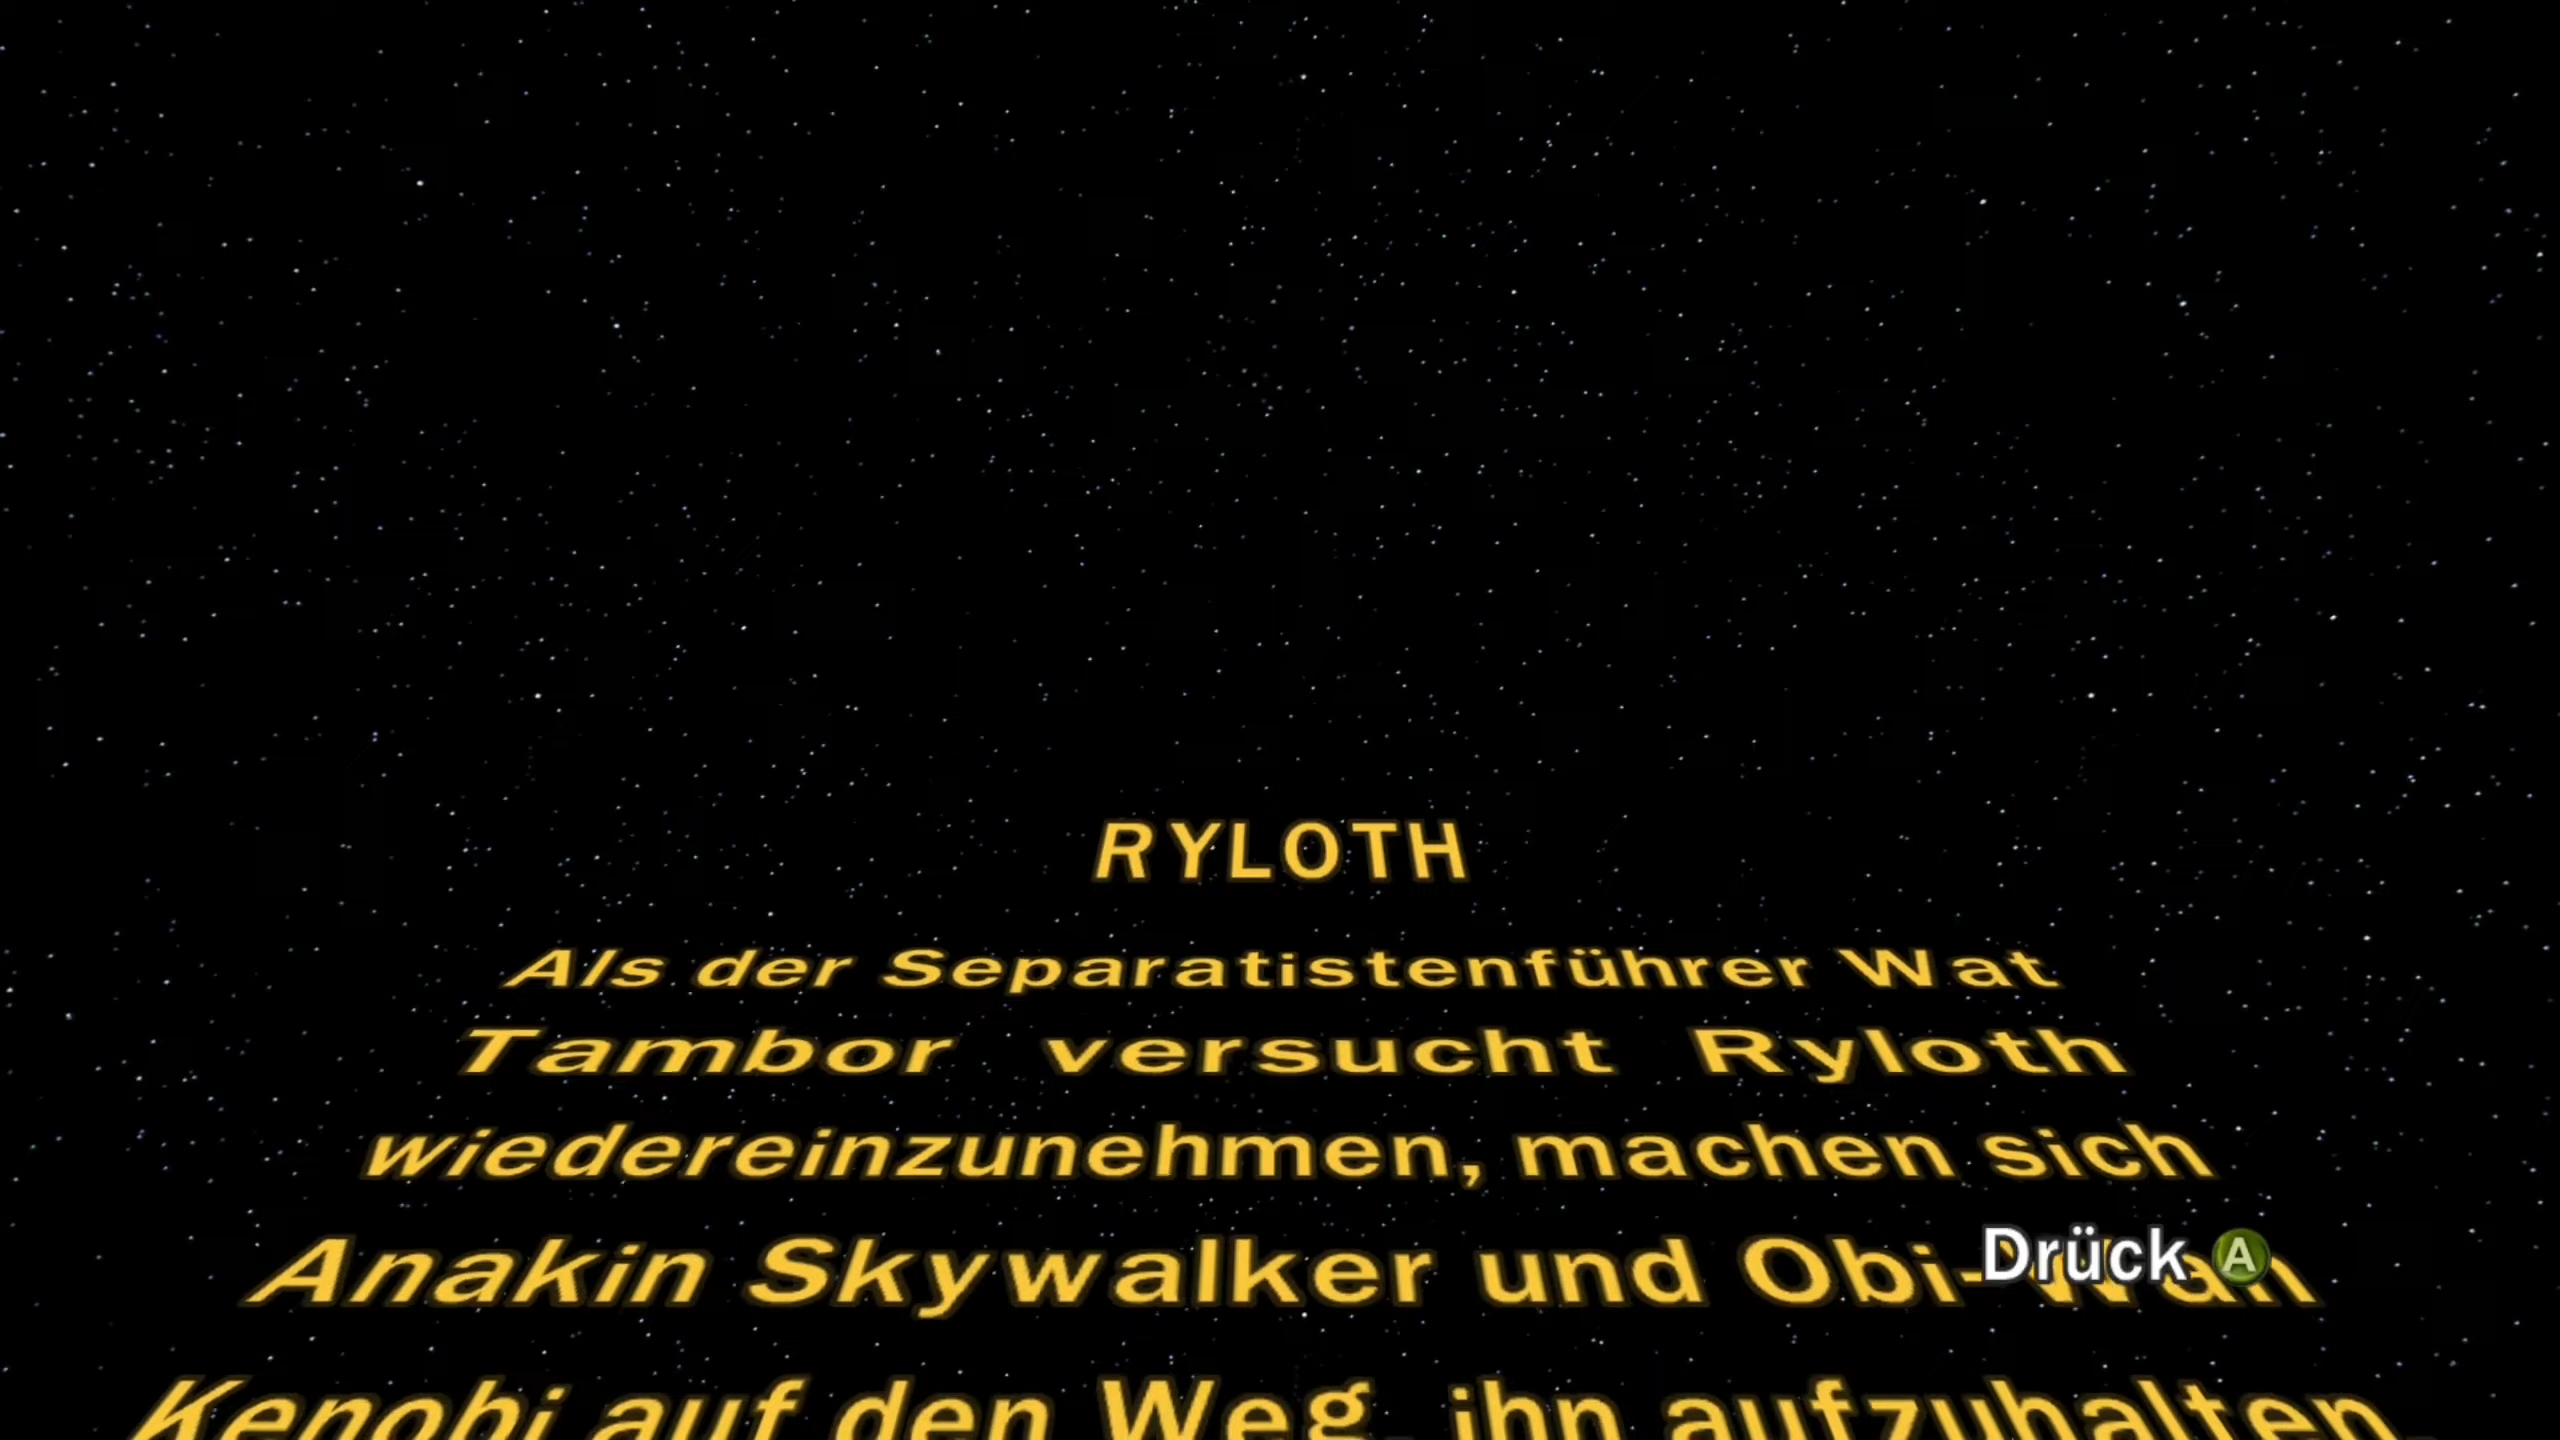 RYLOTH
Als der Separatistenführer Wat
Tambor versucht Ryloth
wiedereinzunehmen, machen sich
Anakin Skywalker und Obi-Wan
Drück A
Kenobi auf den Weg, ihn aufzuhalten.